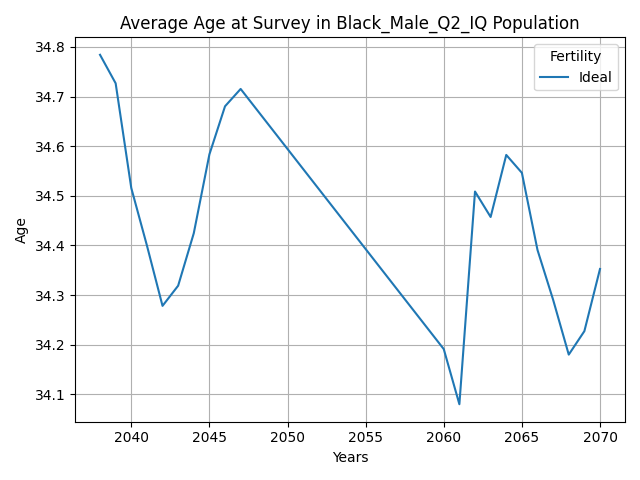 Average Age at Survey in Black_Male_Q2_IQ Population
Fertility
Ideal
34.8
34.7
34.6
34.5
34.4
34.3
34.2
34.1
Age
2040 2045 2050 2055 2060 2065 2070
Years